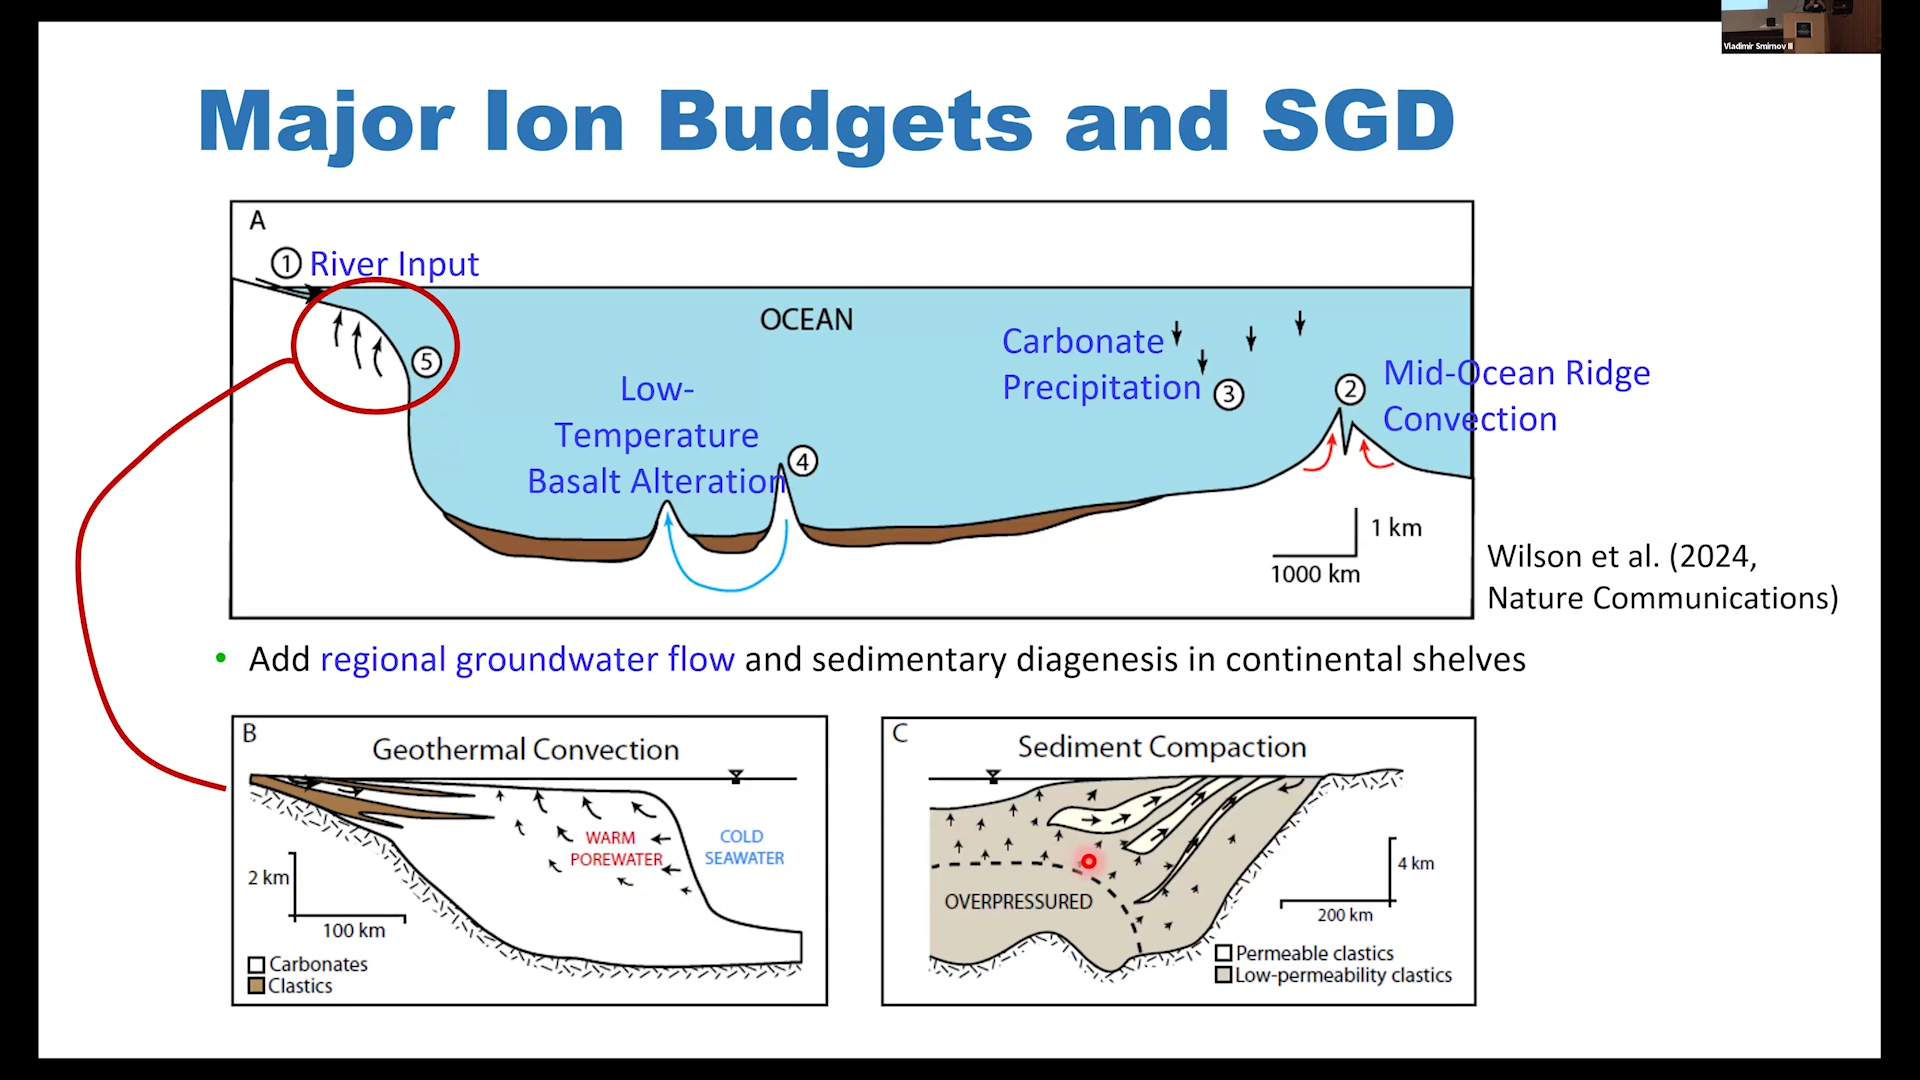 Vladimir Smirnov II
Major Ion Budgets and SGD
A
1 River Input
OCEAN
5
Low-
Temperature
Basalt Alteration
4
Carbonate
Precipitation
3
2
Mid-Ocean Ridge
Convection
1 km
1000 km
Wilson et al. (2024,
Nature Communications)
• Add regional groundwater flow and sedimentary diagenesis in continental shelves
B
Geothermal Convection
WARM
POREWATER
COLD
SEAWATER
2 km
100 km
Carbonates
Clastics
C
Sediment Compaction
OVERPRESSURED
4 km
200 km
Permeable clastics
Low-permeability clastics